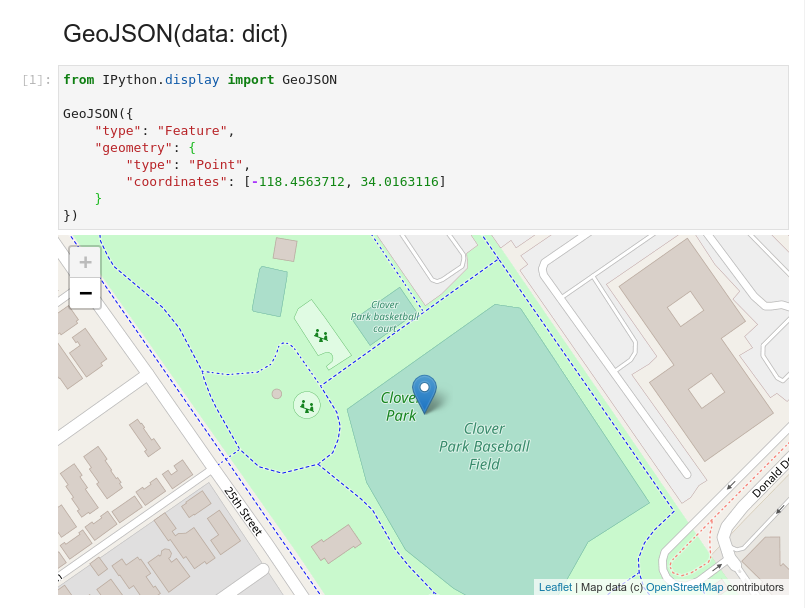 GeoJSON(data: dict)
[1]:
from IPython.display import GeoJSON
GeoJSON({
"type": "Feature",
"geometry": {
"type": "Point",
"coordinates": [-118.4563712, 34.0163116]
}
})
+
−
Clover
Park basketball
court
Clover
Park
Clover
Park Baseball
Field
25th Street
Donald Do
Leaflet | Map data (c) OpenStreetMap contributors